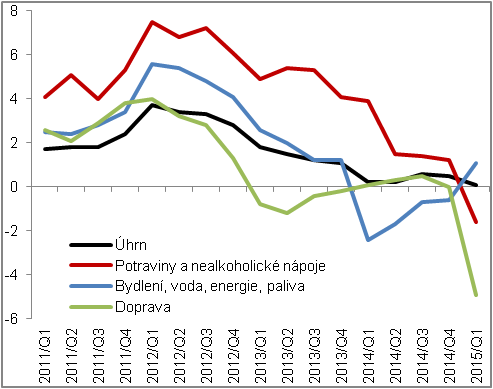 8
6
4
2
0
-2
-4
-6
Úhrn
Potraviny a nealkoholické nápoje
Bydlení, voda, energie, paliva
Doprava
2011/Q1
2011/Q2
2011/Q3
2011/Q4
2012/Q1
2012/Q2
2012/Q3
2012/Q4
2013/Q1
2013/Q2
2013/Q3
2013/Q4
2014/Q1
2014/Q2
2014/Q3
2014/Q4
2015/Q1